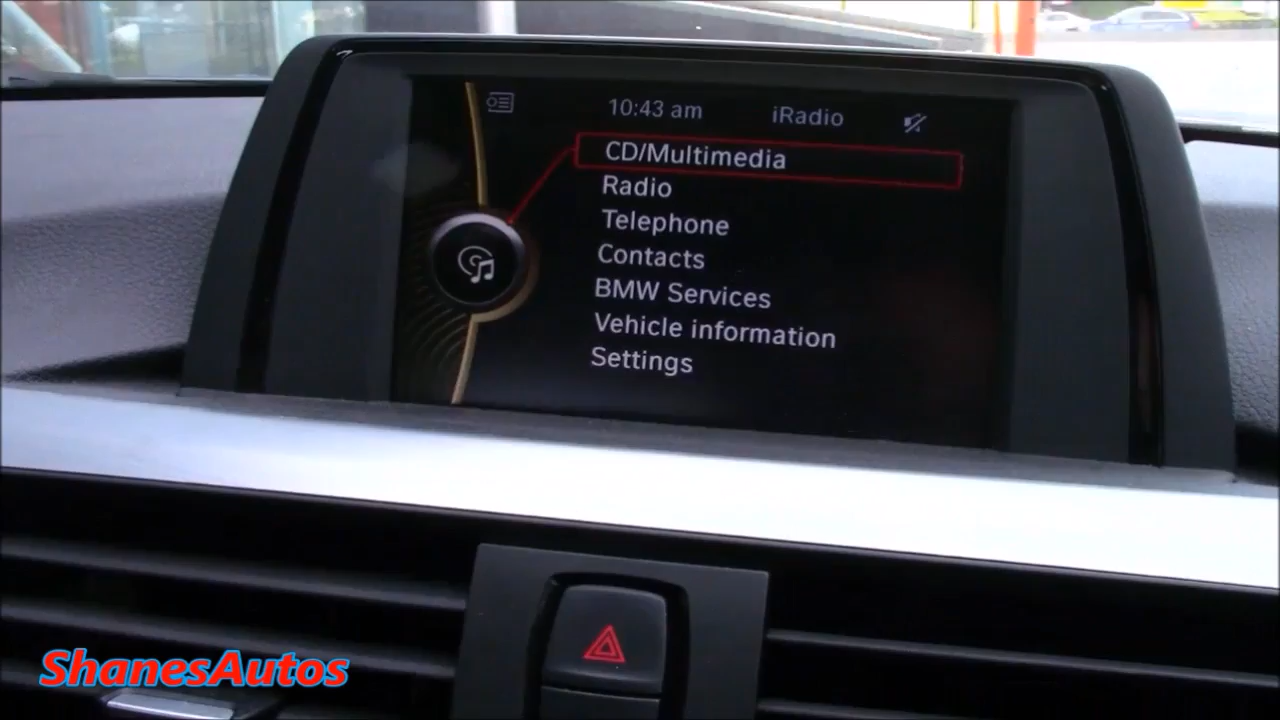 10:43 am iRadio
CD/Multimedia
Radio
Telephone
Contacts
BMW Services
Vehicle information
Settings
ShanesAutos